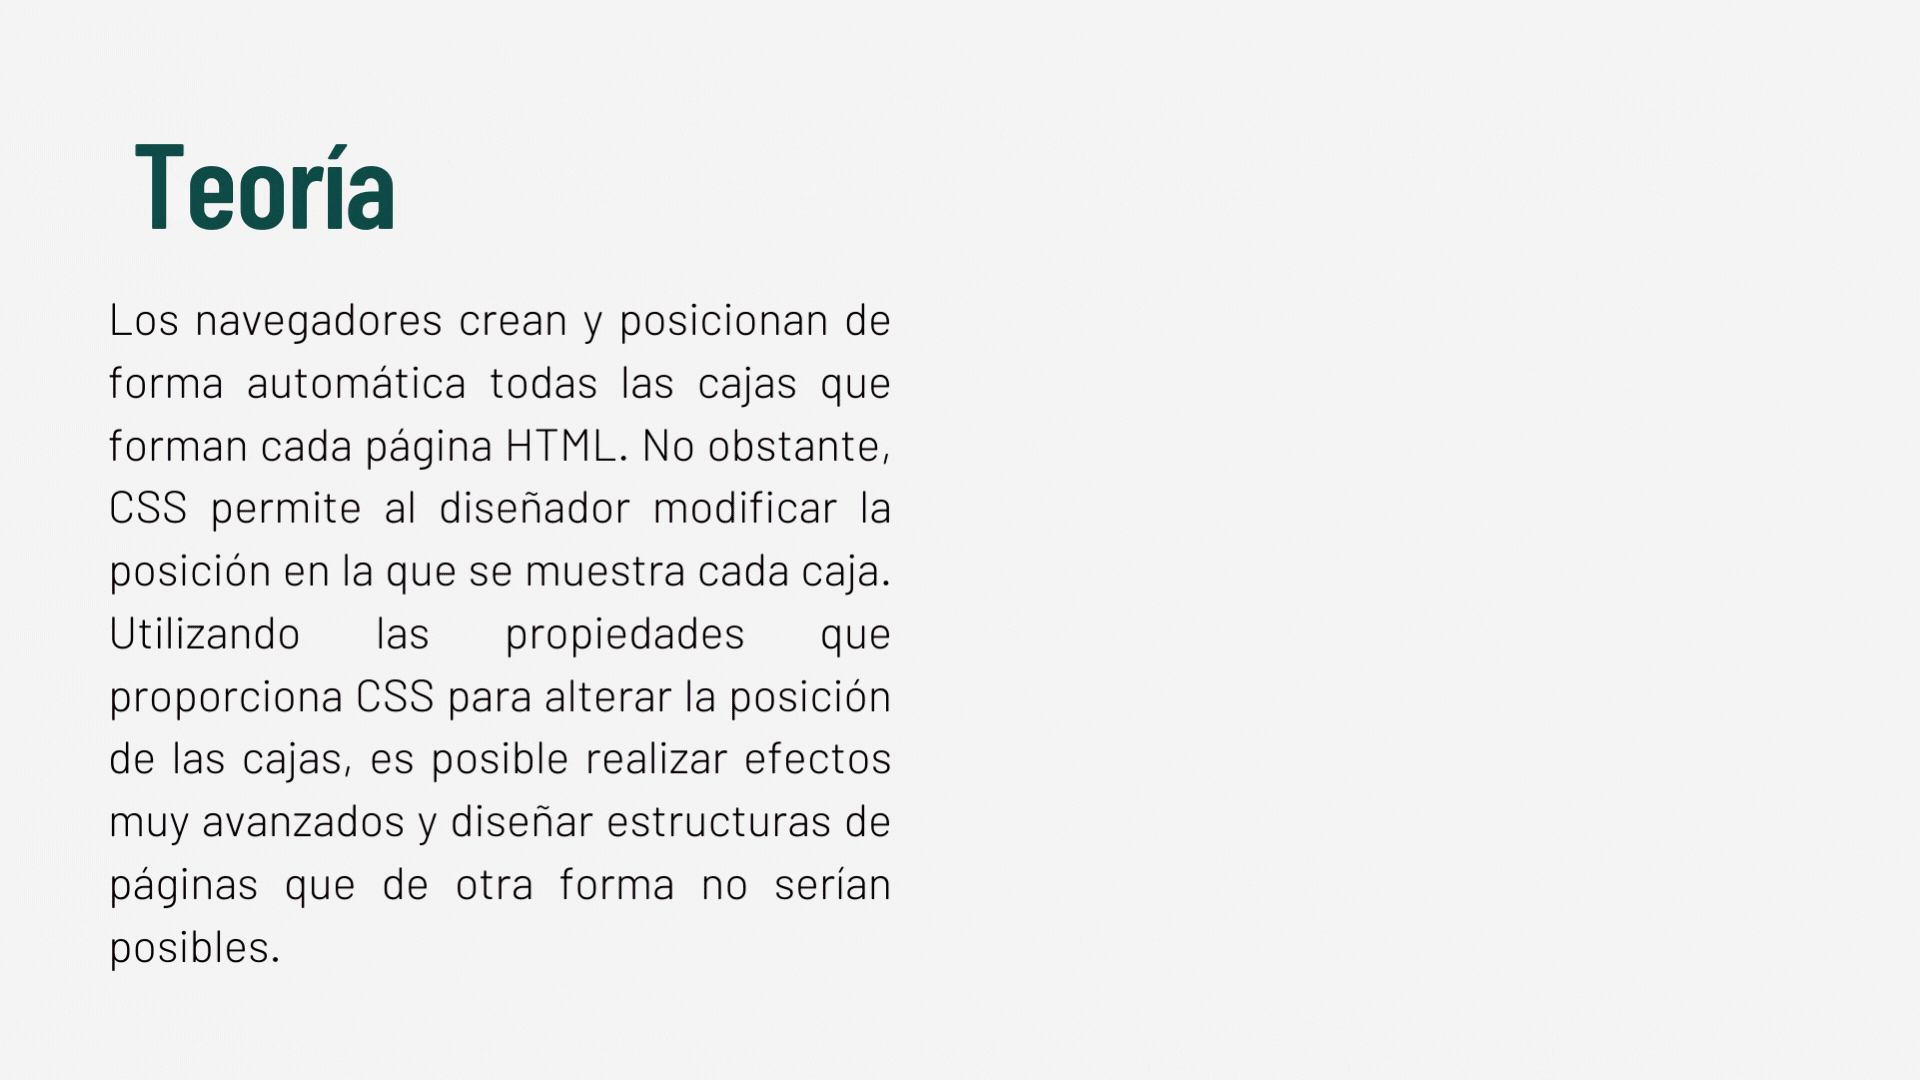 Teoría
Los navegadores crean y posicionan de
forma automática todas las cajas que
forman cada página HTML. No obstante,
CSS permite al diseñador modificar la
posición en la que se muestra cada caja.
Utilizando las propiedades que
proporciona CSS para alterar la posición
de las cajas, es posible realizar efectos
muy avanzados y diseñar estructuras de
páginas que de otra forma no serían
posibles.